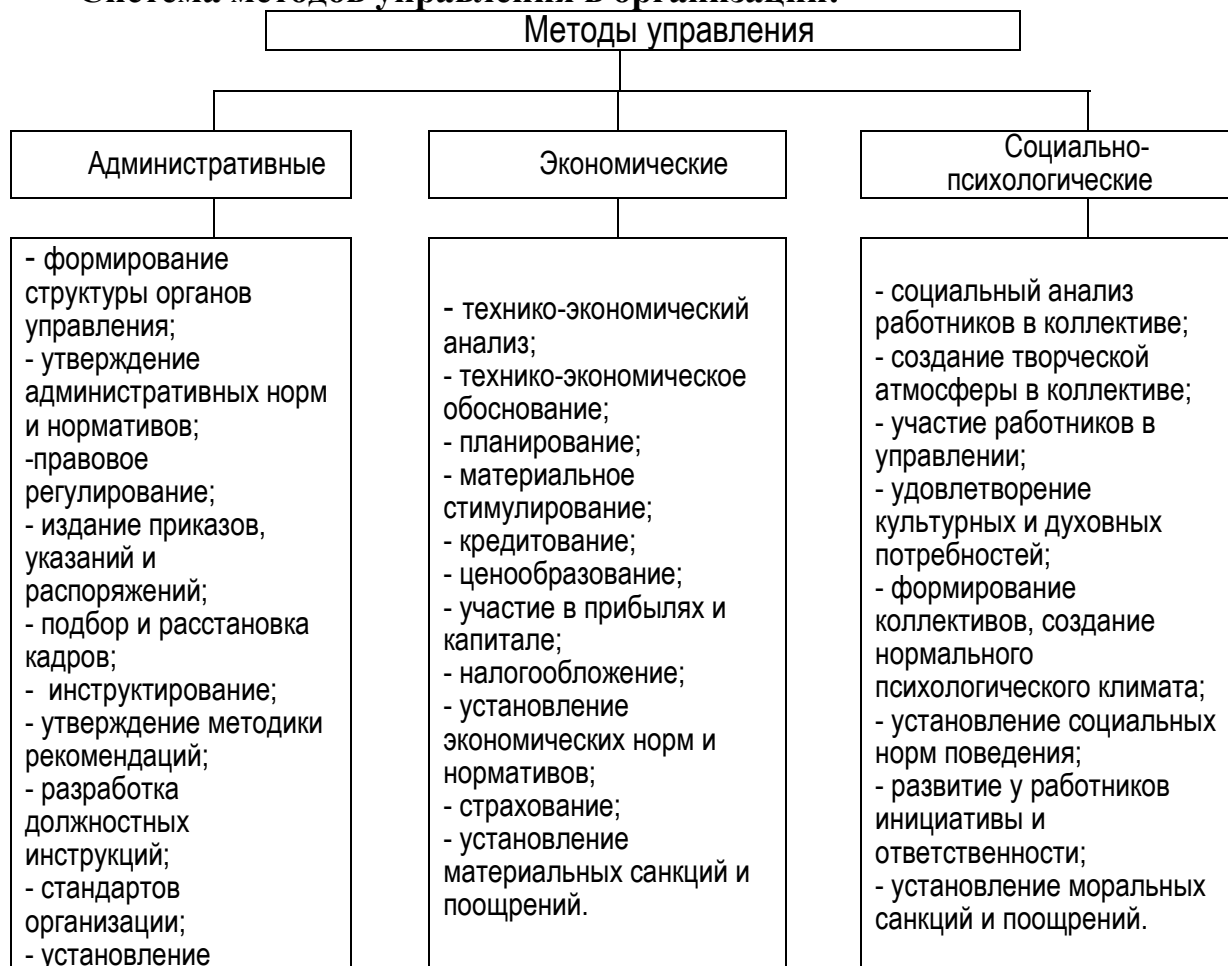 Система методов управления в организации.
Методы управления
Административные
Экономические
Социально-
психологические
- формирование
структуры органов
управления;
- утверждение
административных норм
и нормативов;
-правовое
регулирование;
- издание приказов,
указаний и
распоряжений;
- подбор и расстановка
кадров;
- инструктирование;
- утверждение методики
рекомендаций;
- разработка
должностных
инструкций;
- стандартов
организации;
- установление
- технико-экономический
анализ;
- технико-экономическое
обоснование;
- планирование;
- материальное
стимулирование;
- кредитование;
- ценообразование;
- участие в прибылях и
капитале;
- налогообложение;
- установление
экономических норм и
нормативов;
- страхование;
- установление
материальных санкций и
поощрений.
- социальный анализ
работников в коллективе;
- создание творческой
атмосферы в коллективе;
- участие работников в
управлении;
- удовлетворение
культурных и духовных
потребностей;
- формирование
коллективов, создание
нормального
психологического климата;
- установление социальных
норм поведения;
- развитие у работников
инициативы и
ответственности;
- установление моральных
санкций и поощрений.